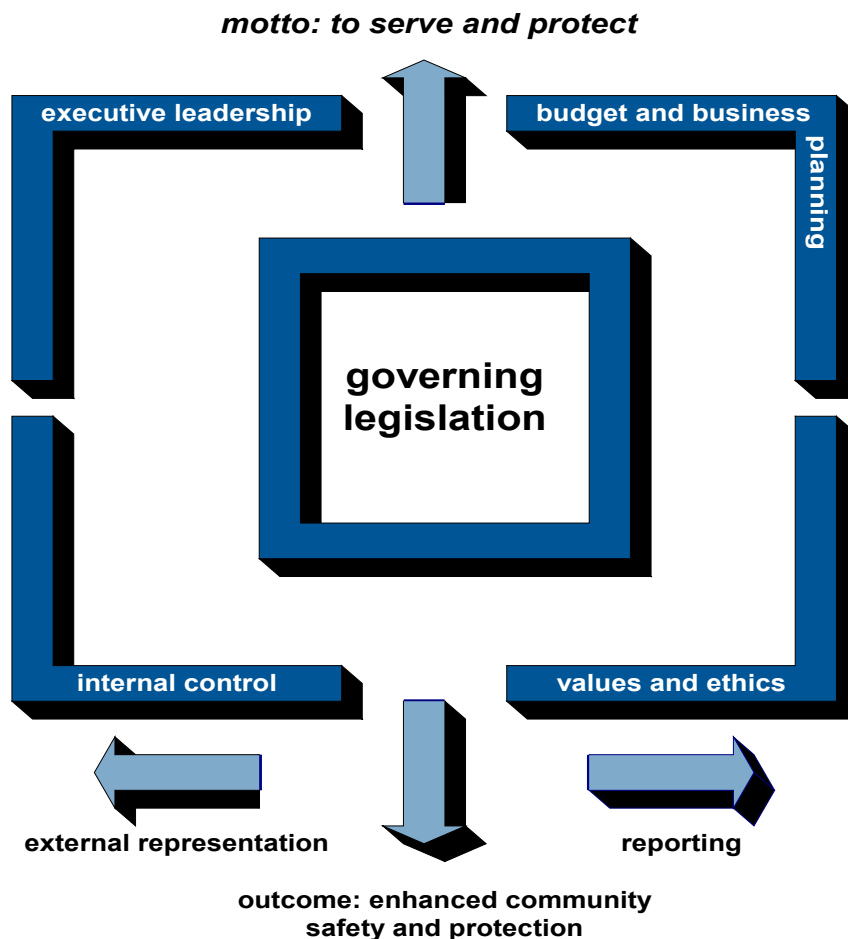 motto: to serve and protect
executive leadership
budget and business
planning
governing
legislation
internal control
values and ethics
external representation
reporting
outcome: enhanced community
safety and protection